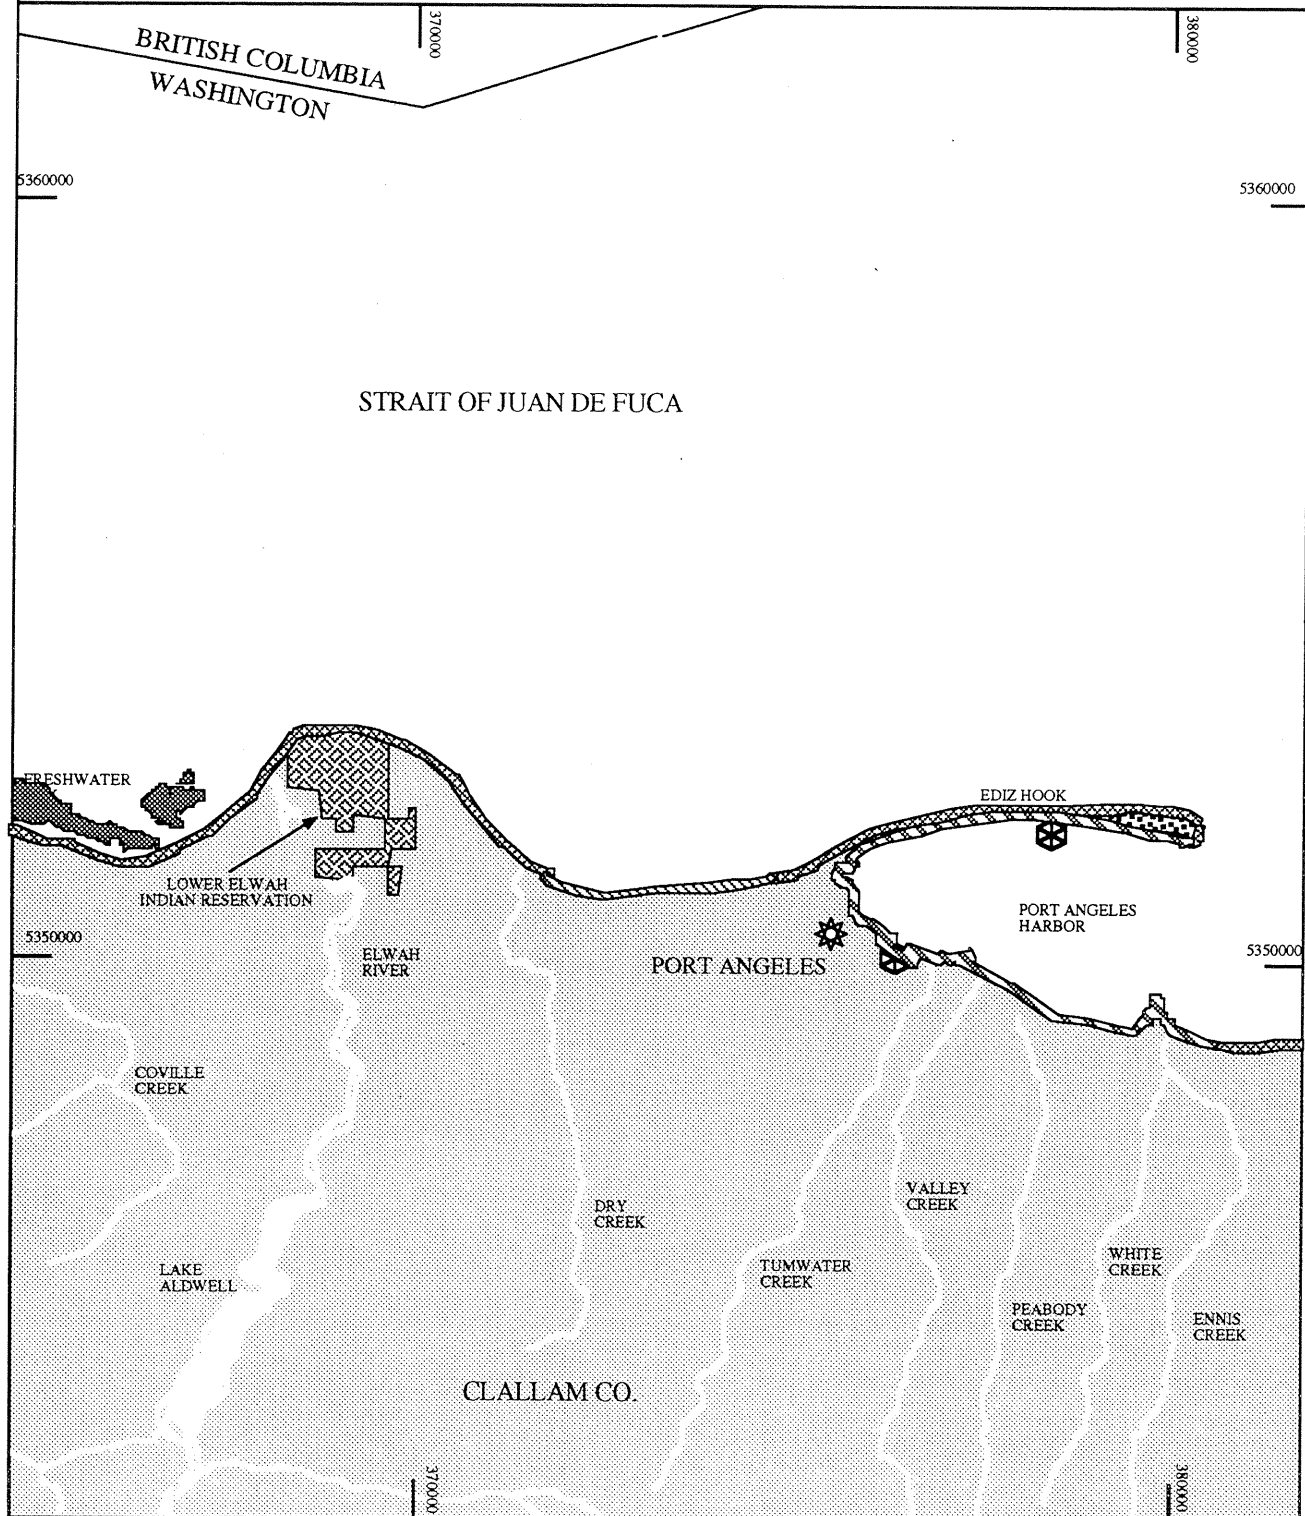 370000
380000
BRITISH COLUMBIA
WASHINGTON
5360000
5360000
STRAIT OF JUAN DE FUCA
FRESHWATER
EDIZ HOOK
LOWER ELWAH
INDIAN RESERVATION
PORT ANGELES
HARBOR
5350000
ELWAH
RIVER
PORT ANGELES
5350000
COVILLE
CREEK
VALLEY
CREEK
DRY
CREEK
WHITE
CREEK
LAKE
ALDWELL
TUMWATER
CREEK
PEABODY
CREEK
ENNIS
CREEK
CLALLAM CO.
370000
380000